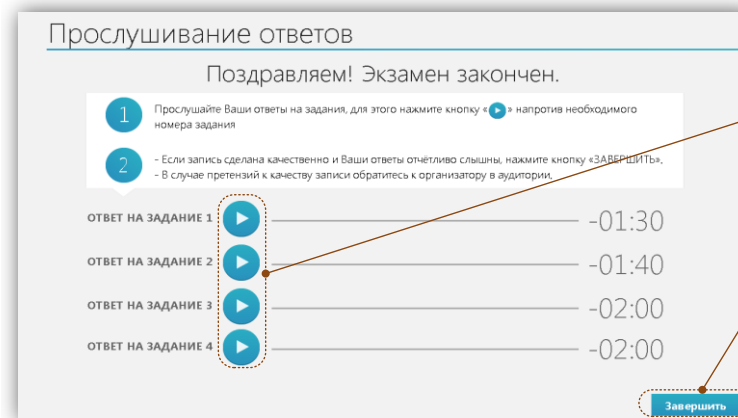 Прослушивание ответов
Поздравляем! Экзамен закончен.
1
Прослушайте Ваши ответы на задания, для этого нажмите кнопку « » напротив необходимого
номера задания
2
- Если запись сделана качественно и Ваши ответы отчётливо слышны, нажмите кнопку «ЗАВЕРШИТЬ».
- В случае претензий к качеству записи обратитесь к организатору в аудитории.
ОТВЕТ НА ЗАДАНИЕ 1 -01:30
ОТВЕТ НА ЗАДАНИЕ 2 -01:40
ОТВЕТ НА ЗАДАНИЕ 3 -02:00
ОТВЕТ НА ЗАДАНИЕ 4 -02:00
Завершить